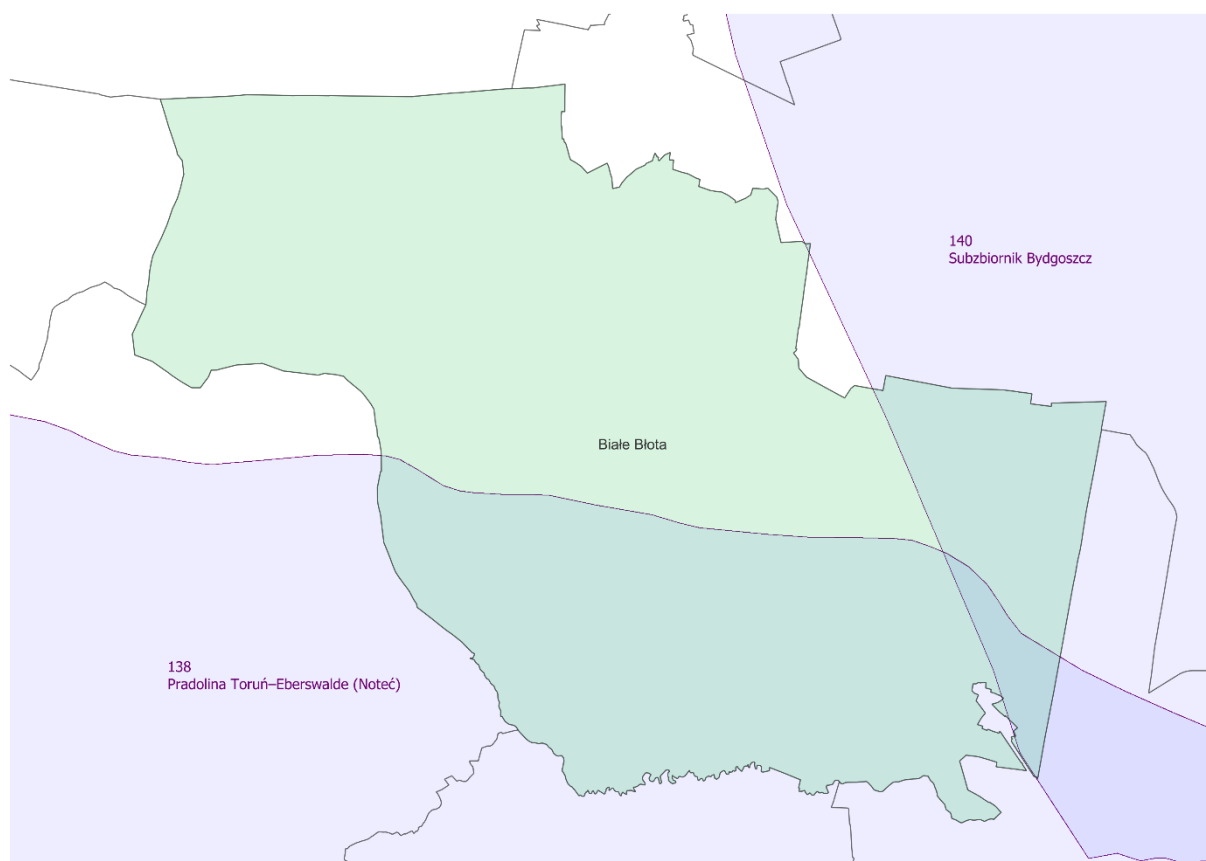 140
Subzbiornik Bydgoszcz
Białe Błota
138
Pradolina Toruń–Eberswalde (Noteć)